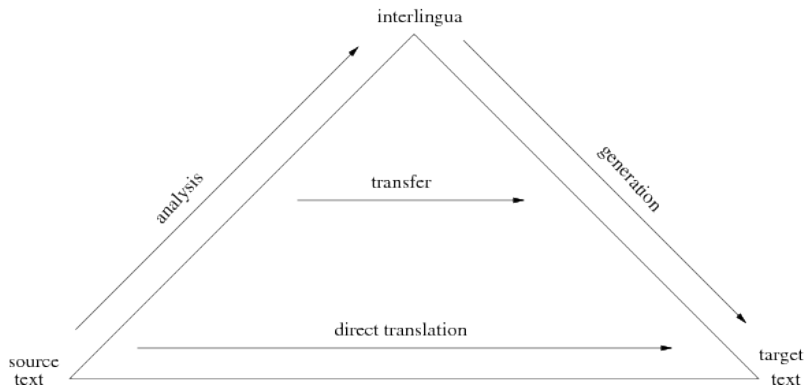 interlingua
analysis
generation
transfer
direct translation
source
text
target
text